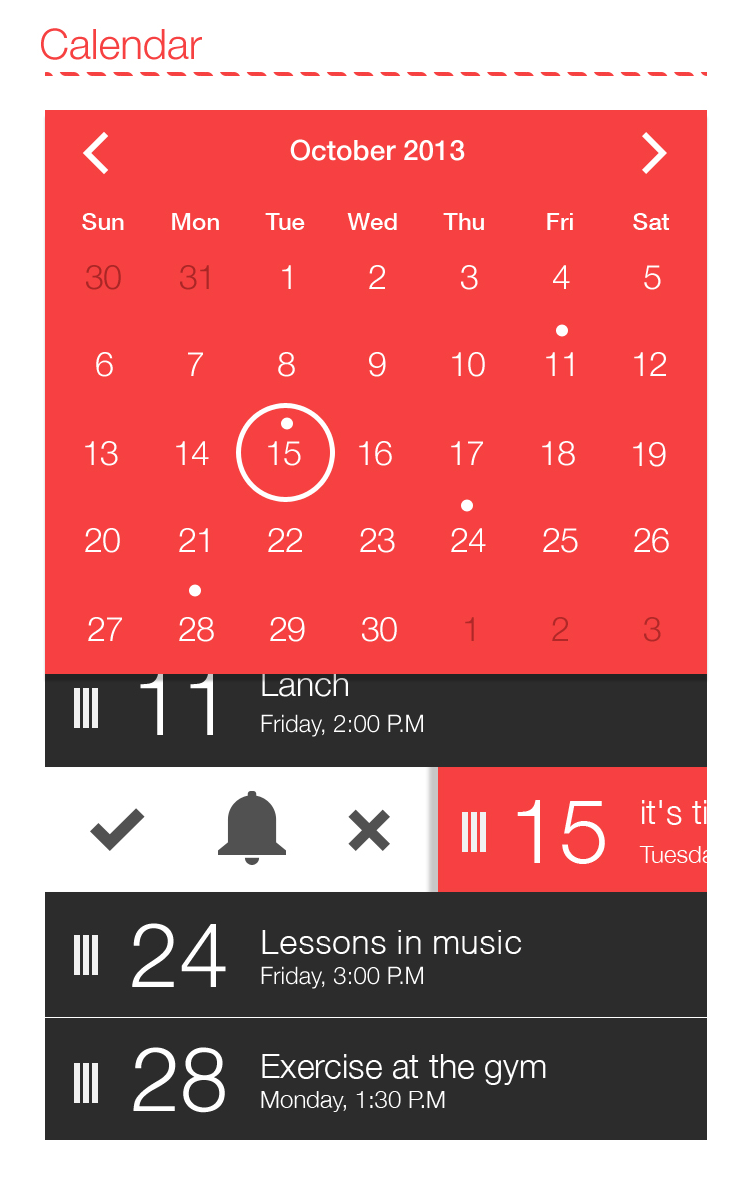 Calendar
October 2013
Sun Mon Tue Wed Thu Fri Sat
30 31 1 2 3 4 5
6 7 8 9 10 11 12
13 14 15 16 17 18 19
20 21 22 23 24 25 26
27 28 29 30 1 2 3
11 Lanch
Friday, 2:00 P.M
15 it's ti
Tuesda
24 Lessons in music
Friday, 3:00 P.M
28 Exercise at the gym
Monday, 1:30 P.M